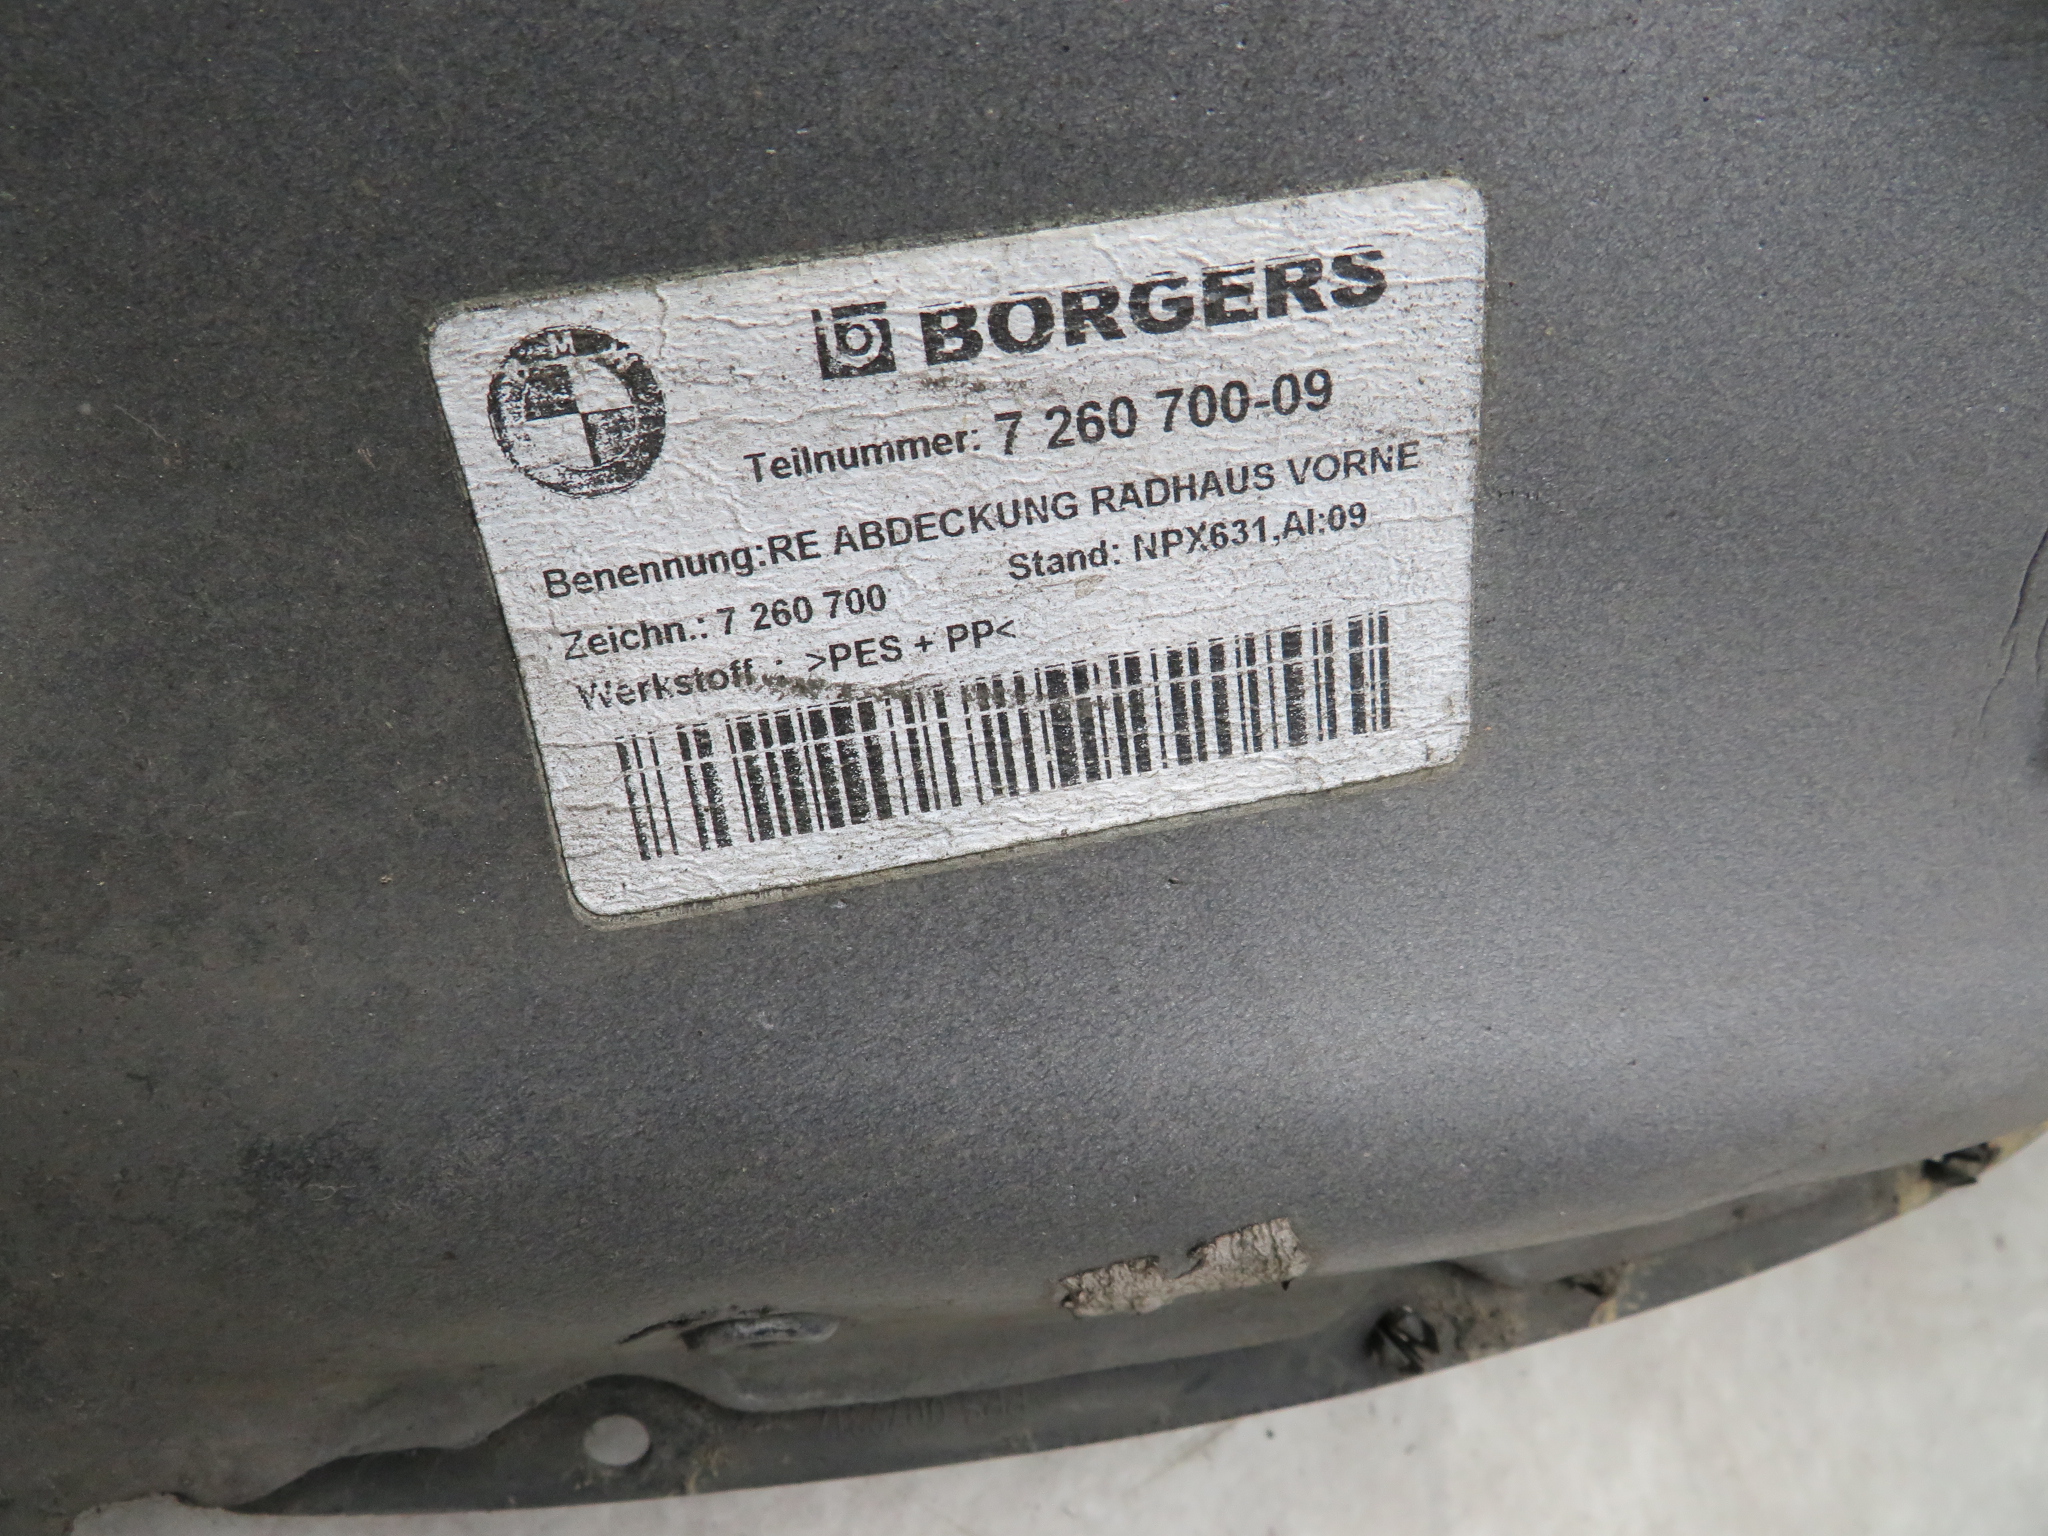 M
BORGERS
Teilnummer: 7 260 700-09
Benennung:RE ABDECKUNG RADHAUS VORNE
Zeichn.: 7 260 700 Stand: NPX631,AI:09
Werkstoff.: >PES + PP<